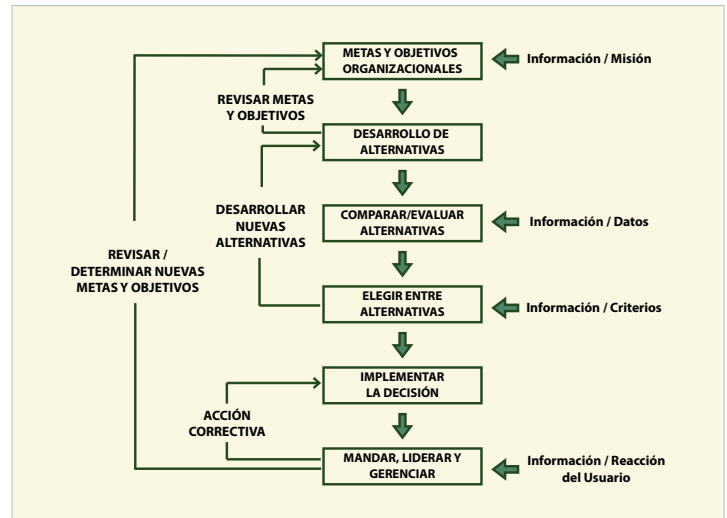 METAS Y OBJETIVOS
ORGANIZACIONALES
Información / Misión
REVISAR METAS
Y OBJETIVOS
DESARROLLO DE
ALTERNATIVAS
DESARROLLAR
NUEVAS
ALTERNATIVAS
COMPARAR/EVALUAR
ALTERNATIVAS
Información / Datos
REVISAR /
DETERMINAR NUEVAS
METAS Y OBJETIVOS
ELEGIR ENTRE
ALTERNATIVAS
Información / Criterios
IMPLEMENTAR
LA DECISIÓN
ACCIÓN
CORRECTIVA
MANDAR, LIDERAR Y
GERENCIAR
Información / Reacción
del Usuario